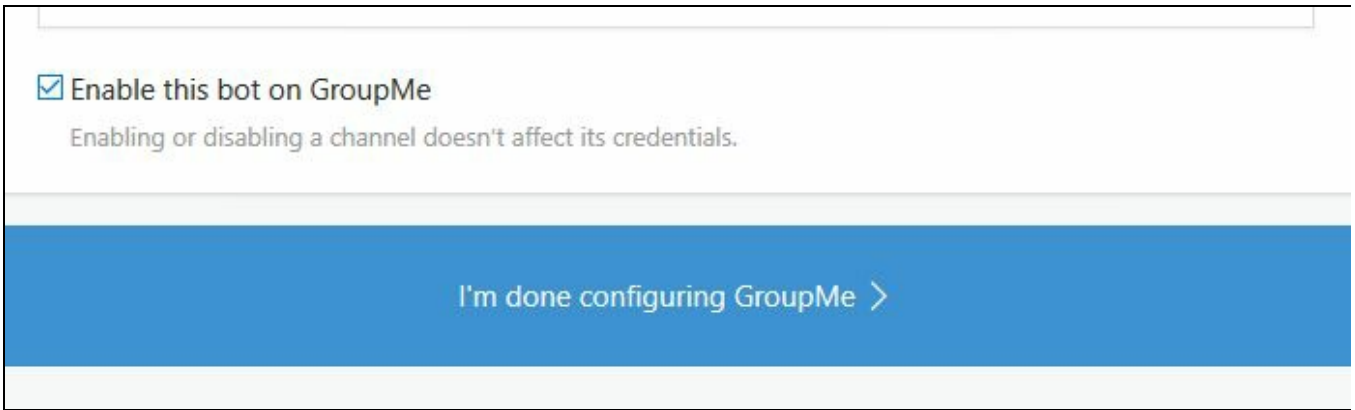 Enable this bot on GroupMe
Enabling or disabling a channel doesn't affect its credentials.
I'm done configuring GroupMe >